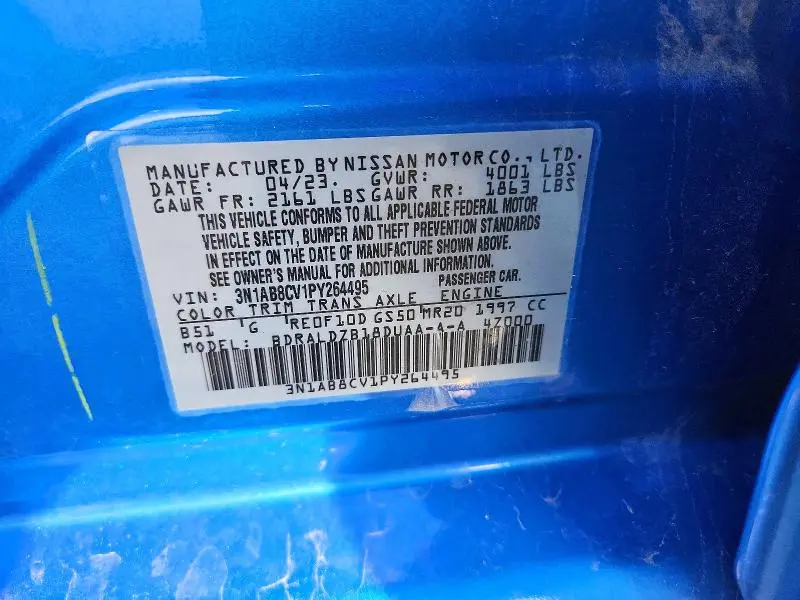 MANUFACTURED BY NISSAN MOTOR CO., LTD.
DATE: 04/23. GVWR: 4001 LBS
GAWR FR: 2161 LBS GAWR RR: 1863 LBS
THIS VEHICLE CONFORMS TO ALL APPLICABLE FEDERAL MOTOR
VEHICLE SAFETY, BUMPER AND THEFT PREVENTION STANDARDS
IN EFFECT ON THE DATE OF MANUFACTURE SHOWN ABOVE.
SEE OWNER'S MANUAL FOR ADDITIONAL INFORMATION.
VIN: 3N1AB8CV1PY264495 PASSENGER CAR.
COLOR TRIM TRANS AXLE ENGINE
B51 'G RE0F10D GS50 MR20 1997 CC
MODEL: BDRALDZB18DUAA-A-A 4Z000
3N1AB8CV1PY264495